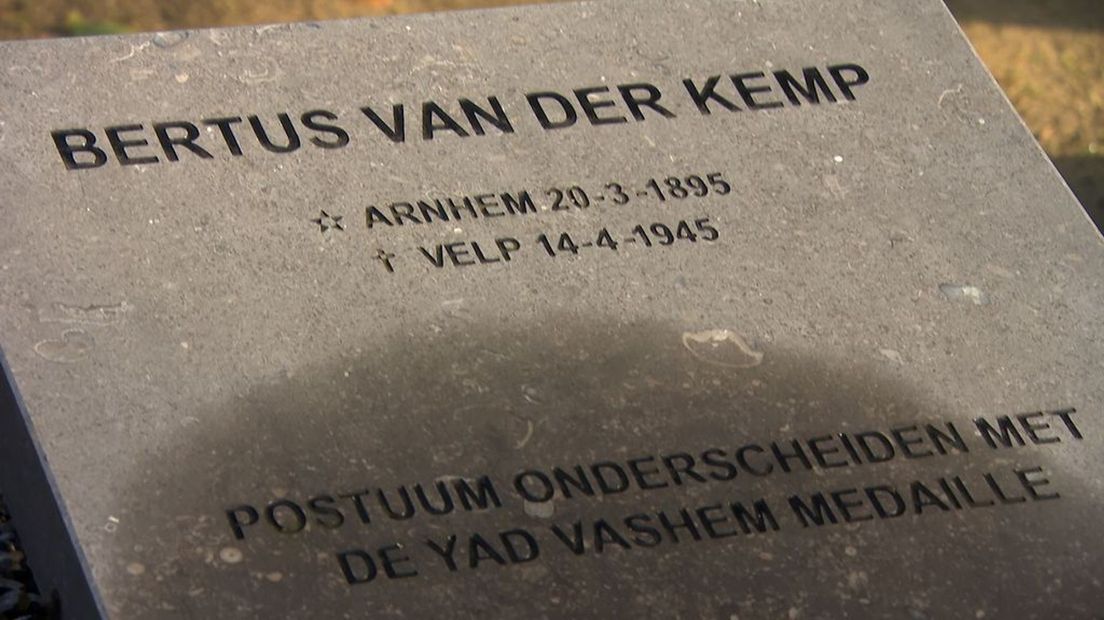 BERTUS VAN DER KEMP
☆ ARNHEM 20-3-1895
† VELP 14-4-1945
POSTUUM ONDERSCHEIDEN MET
DE YAD VASHEM MEDAILLE